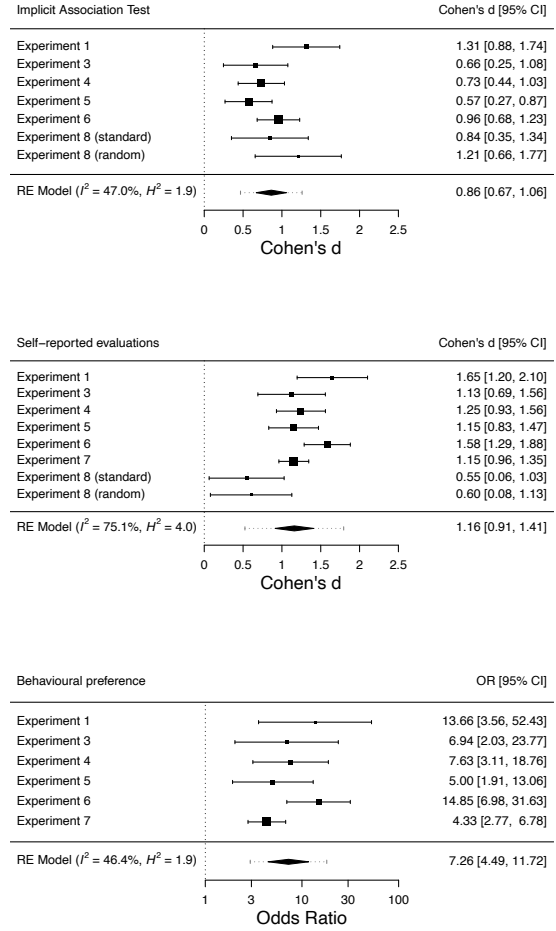 Implicit Association Test Cohen's d [95% CI]
Experiment 1 1.31 [0.88, 1.74]
Experiment 3 0.66 [0.25, 1.08]
Experiment 4 0.73 [0.44, 1.03]
Experiment 5 0.57 [0.27, 0.87]
Experiment 6 0.96 [0.68, 1.23]
Experiment 8 (standard) 0.84 [0.35, 1.34]
Experiment 8 (random) 1.21 [0.66, 1.77]
RE Model (I² = 47.0%, H² = 1.9) 0.86 [0.67, 1.06]
0 0.5 1 1.5 2 2.5
Cohen's d
Self−reported evaluations Cohen's d [95% CI]
Experiment 1 1.65 [1.20, 2.10]
Experiment 3 1.13 [0.69, 1.56]
Experiment 4 1.25 [0.93, 1.56]
Experiment 5 1.15 [0.83, 1.47]
Experiment 6 1.58 [1.29, 1.88]
Experiment 7 1.15 [0.96, 1.35]
Experiment 8 (standard) 0.55 [0.06, 1.03]
Experiment 8 (random) 0.60 [0.08, 1.13]
RE Model (I² = 75.1%, H² = 4.0) 1.16 [0.91, 1.41]
0 0.5 1 1.5 2 2.5
Cohen's d
Behavioural preference OR [95% CI]
Experiment 1 13.66 [3.56, 52.43]
Experiment 3 6.94 [2.03, 23.77]
Experiment 4 7.63 [3.11, 18.76]
Experiment 5 5.00 [1.91, 13.06]
Experiment 6 14.85 [6.98, 31.63]
Experiment 7 4.33 [2.77, 6.78]
RE Model (I² = 46.4%, H² = 1.9) 7.26 [4.49, 11.72]
1 3 10 30 100
Odds Ratio